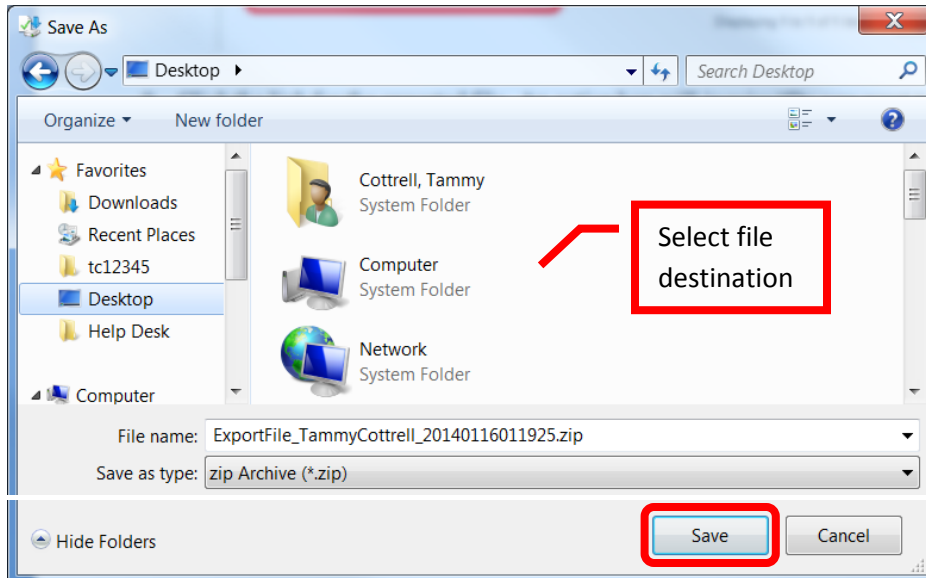 Save As
Desktop
Search Desktop
Organize
New folder
Favorites
Downloads
Recent Places
tc12345
Desktop
Help Desk
Computer
Cottrell, Tammy
System Folder
Computer
System Folder
Network
System Folder
Select file
destination
File name: ExportFile_TammyCottrell_20140116011925.zip
Save as type: zip Archive (*.zip)
Hide Folders
Save
Cancel